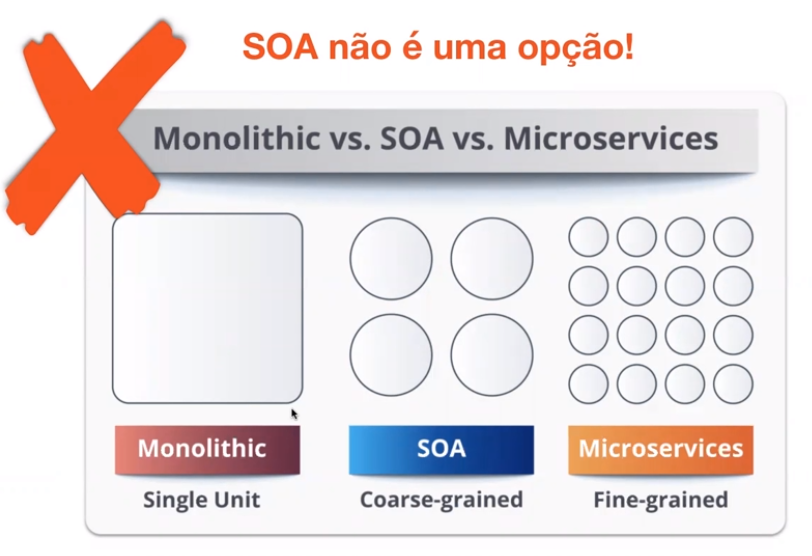 SOA não é uma opção!
Monolithic vs. SOA vs. Microservices
Monolithic
SOA
Microservices
Single Unit
Coarse-grained
Fine-grained